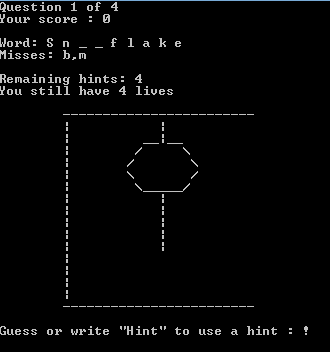 Question 1 of 4
Your score : 0
Word: S n _ _ f l a k e
Misses: b,m
Remaining hints: 4
You still have 4 lives
Guess or write "Hint" to use a hint : !